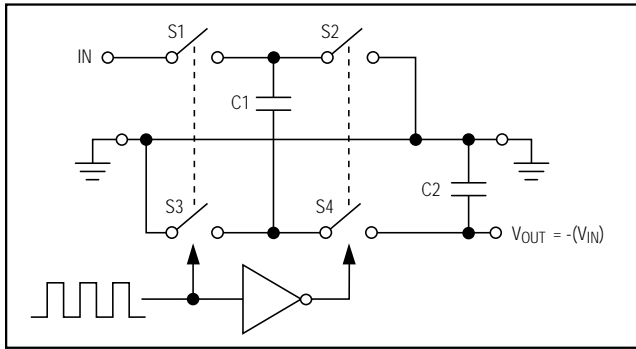 S1
S2
IN
C1
S3
S4
C2
VOUT = -(VIN)